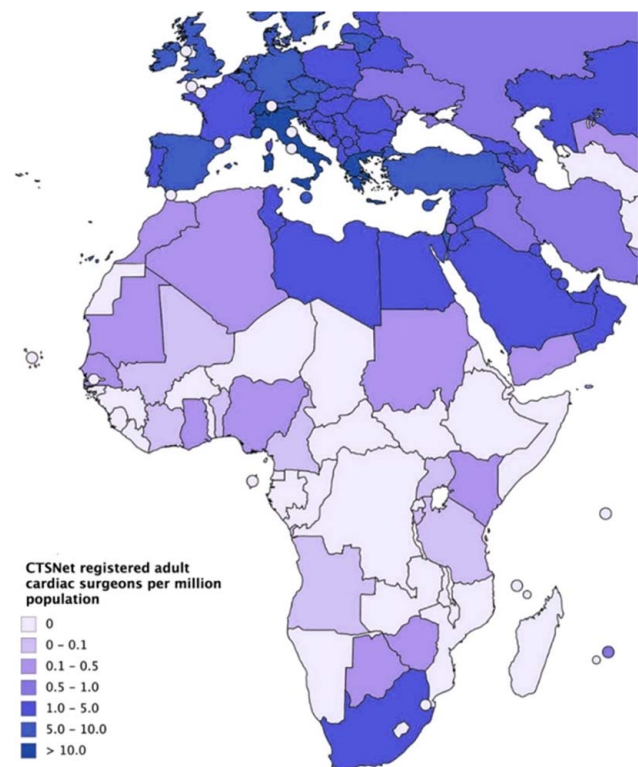 CTSNet registered adult
cardiac surgeons per million
population
0
0 – 0.1
0.1 – 0.5
0.5 – 1.0
1.0 – 5.0
5.0 – 10.0
> 10.0